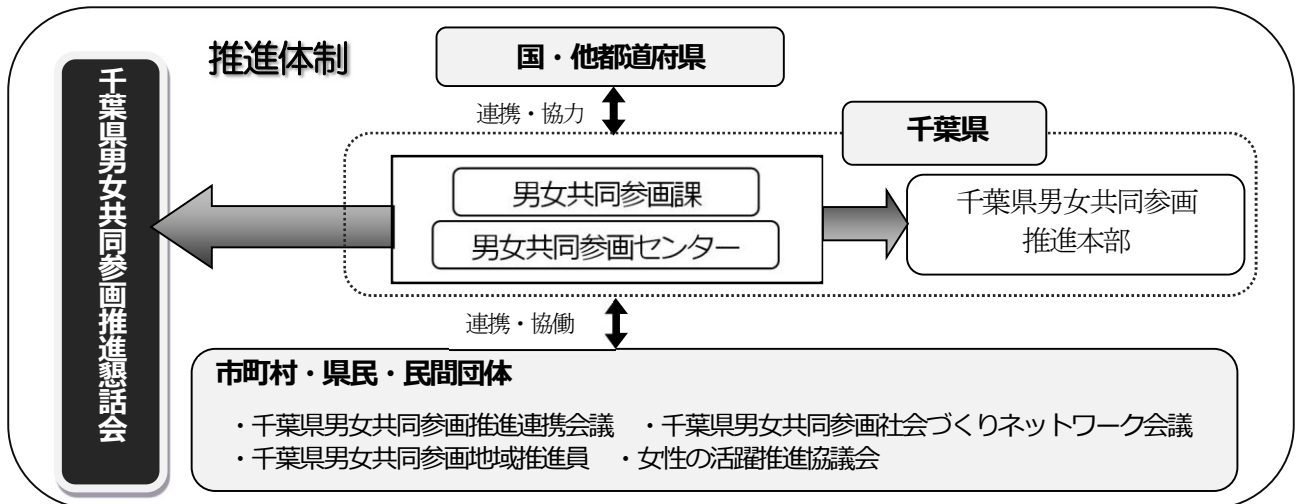 推進体制
千葉県男女共同参画推進懇話会
国・他都道府県
連携・協力
千葉県
男女共同参画課
男女共同参画センター
千葉県男女共同参画
推進本部
連携・協働
市町村・県民・民間団体
・千葉県男女共同参画推進連携会議　・千葉県男女共同参画社会づくりネットワーク会議
・千葉県男女共同参画地域推進員　・女性の活躍推進協議会